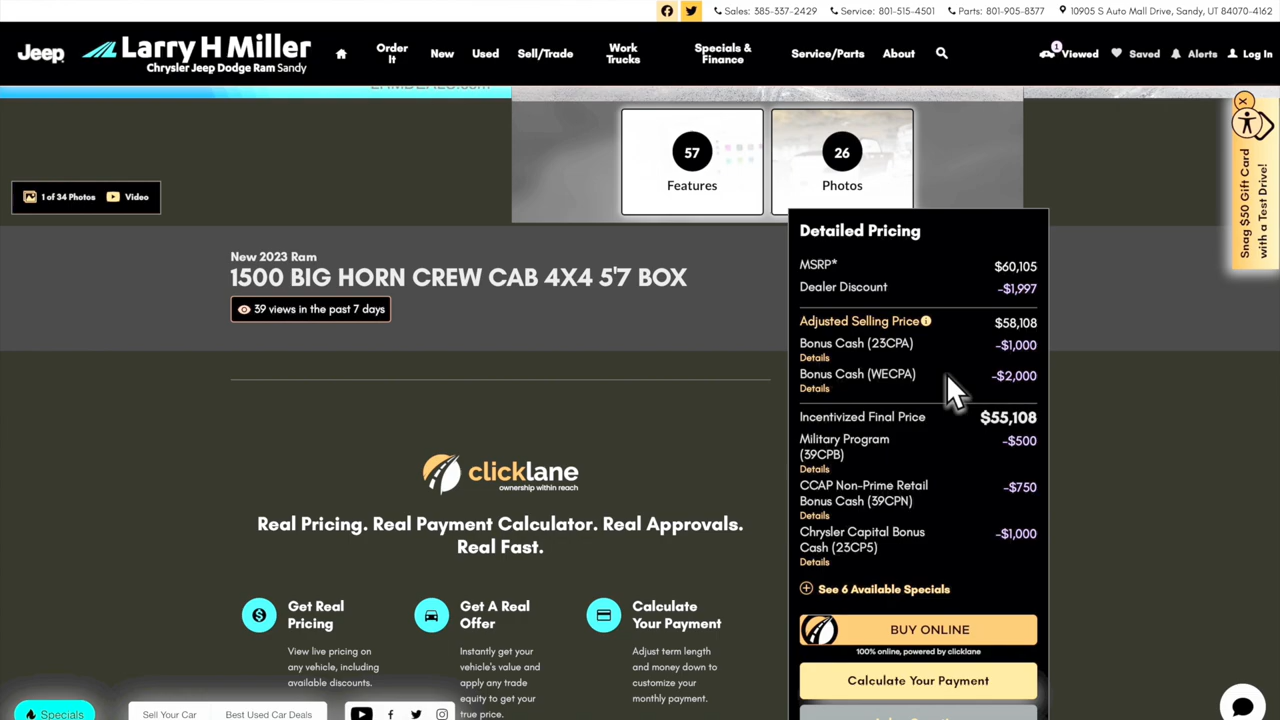 Sales: 385-337-2429
Service: 801-515-4501
Parts: 801-905-8377
10905 S Auto Mall Drive, Sandy, UT 84070-4162
Jeep
Larry H Miller
Chrysler Jeep Dodge Ram Sandy
Order It
New
Used
Sell/Trade
Work Trucks
Specials & Finance
Service/Parts
About
1
Viewed
Saved
Alerts
Log In
57
Features
26
Photos
1 of 34 Photos
Video
X
Snag $50 Gift Card
with a Test Drive!
New 2023 Ram
1500 BIG HORN CREW CAB 4X4 5'7 BOX
39 views in the past 7 days
Detailed Pricing
MSRP* $60,105
Dealer Discount -$1,997
Adjusted Selling Price $58,108
Bonus Cash (23CPA) -$1,000
Details
Bonus Cash (WECPA) -$2,000
Details
Incentivized Final Price $55,108
Military Program -$500
(39CPB)
Details
CCAP Non-Prime Retail -$750
Bonus Cash (39CPN)
Details
Chrysler Capital Bonus -$1,000
Cash (23CP5)
Details
See 6 Available Specials
BUY ONLINE
100% online, powered by clicklane
Calculate Your Payment
clicklane
ownership within reach
Real Pricing. Real Payment Calculator. Real Approvals.
Real Fast.
Get Real
Pricing
View live pricing on
any vehicle, including
available discounts.
Get A Real
Offer
Instantly get your
vehicle's value and
apply any trade
equity to get your
true price.
Calculate
Your Payment
Adjust term length
and money down to
customize your
monthly payment.
Specials
Sell Your Car
Best Used Car Deals